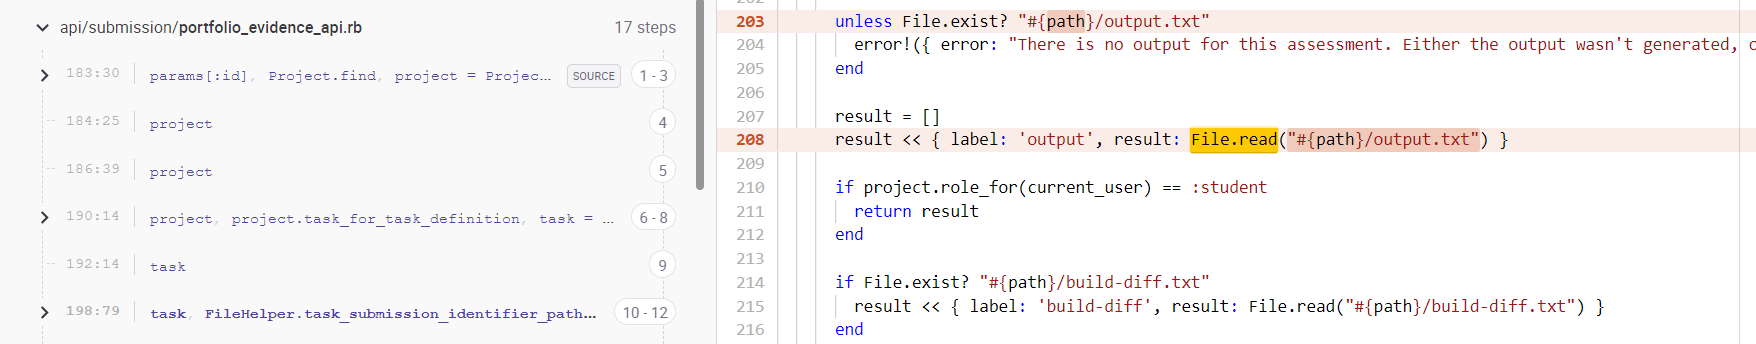 api/submission/portfolio_evidence_api.rb 17 steps
183:30 params[:id], Project.find, project = Projec... SOURCE 1 - 3
184:25 project 4
186:39 project 5
190:14 project, project.task_for_task_definition, task = ... 6 - 8
192:14 task 9
198:79 task, FileHelper.task_submission_identifier_path... 10 - 12
203 unless File.exist? "#{path}/output.txt"
204 error!({ error: "There is no output for this assessment. Either the output wasn't generated, o
205 end
206
207 result = []
208 result << { label: 'output', result: File.read("#{path}/output.txt") }
209
210 if project.role_for(current_user) == :student
211 return result
212 end
213
214 if File.exist? "#{path}/build-diff.txt"
215 result << { label: 'build-diff', result: File.read("#{path}/build-diff.txt") }
216 end